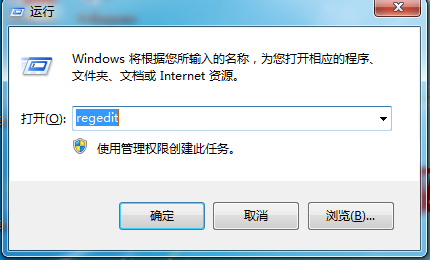 运行
Windows 将根据您所输入的名称，为您打开相应的程序、
文件夹、文档或 Internet 资源。
打开(O): regedit
使用管理权限创建此任务。
确定 取消 浏览(B)...